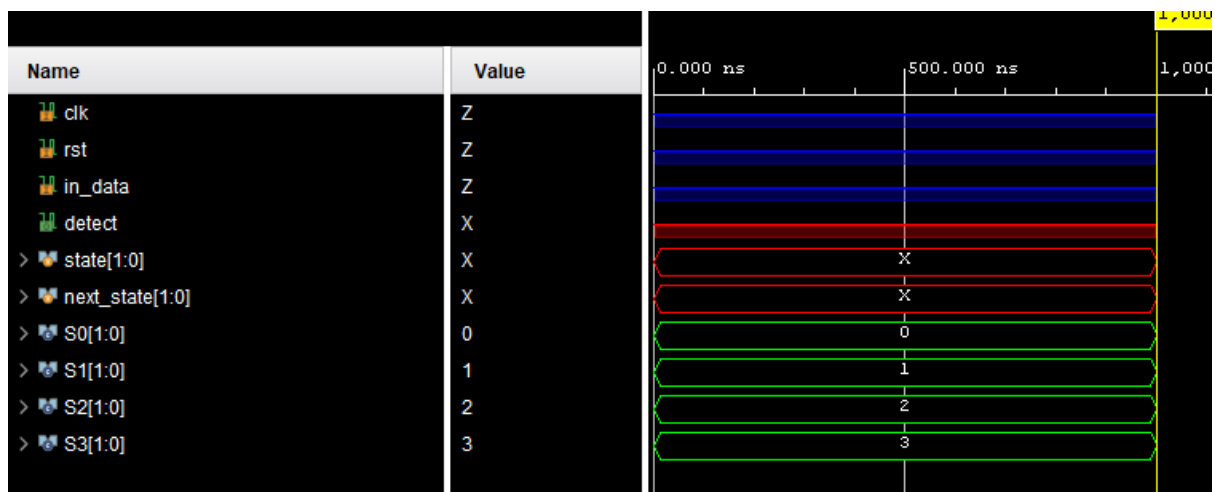 1,000
Name Value 0.000 ns 500.000 ns 1,000
clk Z
rst Z
in_data Z
detect X
state[1:0] X X
next_state[1:0] X X
S0[1:0] 0 0
S1[1:0] 1 1
S2[1:0] 2 2
S3[1:0] 3 3